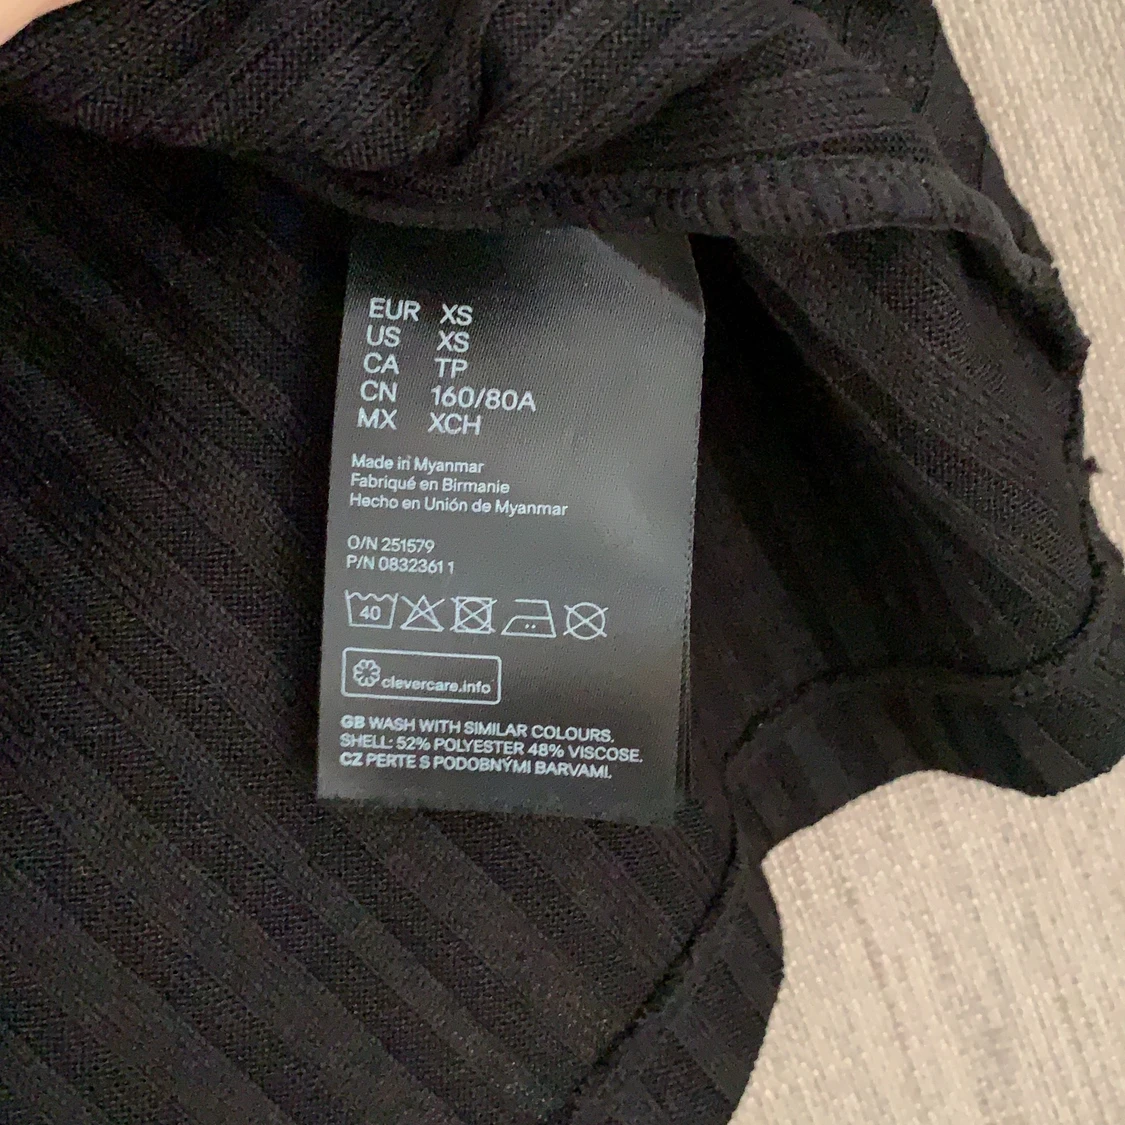 EUR XS
US XS
CA TP
CN 160/80A
MX XCH
Made in Myanmar
Fabriqué en Birmanie
Hecho en Unión de Myanmar
O/N 251579
P/N 08323611
40
clevercare.info
GB WASH WITH SIMILAR COLOURS.
SHELL: 52% POLYESTER 48% VISCOSE.
CZ PERTE S PODOBNÝMI BARVAMI.